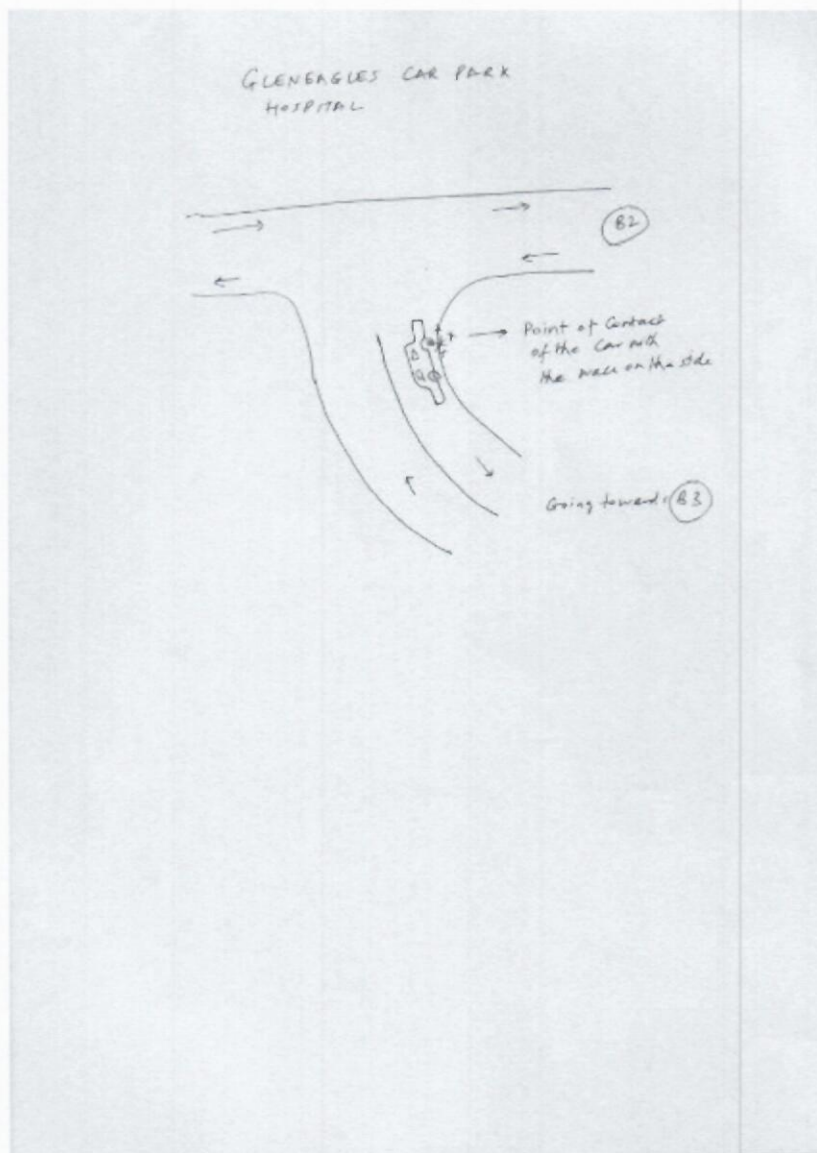 GLENEAGLES CAR PARK
HOSPITAL
B2
Point of Contact
of the Car with
the wall on the side
Going towards B3